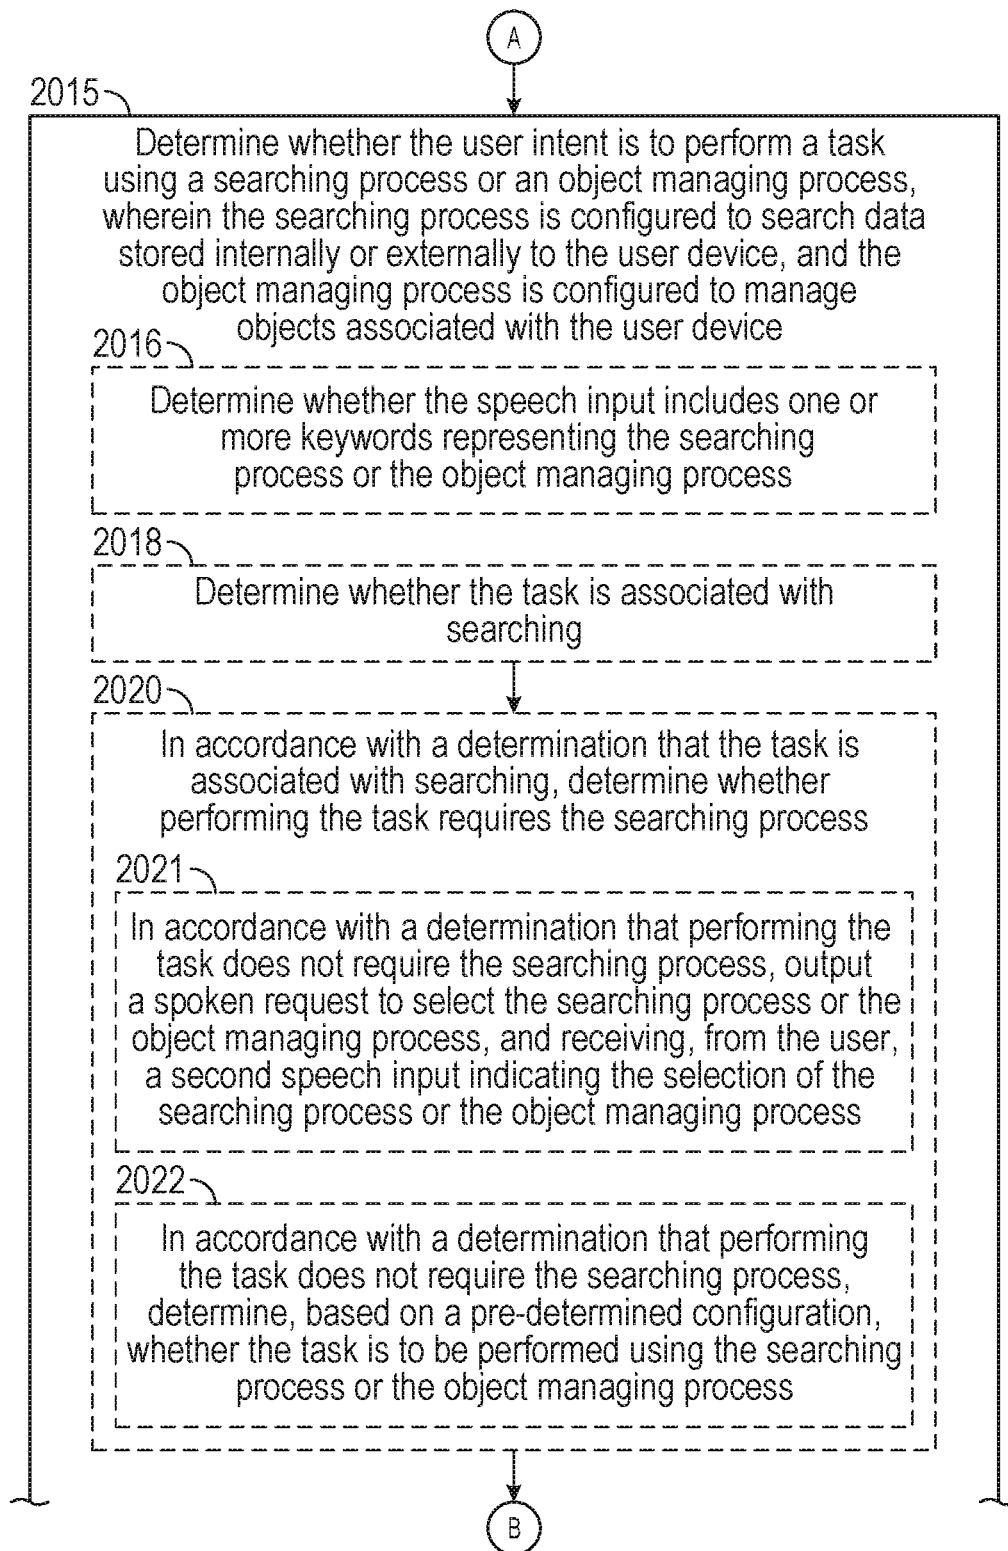 A
2015
Determine whether the user intent is to perform a task
using a searching process or an object managing process,
wherein the searching process is configured to search data
stored internally or externally to the user device, and the
object managing process is configured to manage
objects associated with the user device
2016
Determine whether the speech input includes one or
more keywords representing the searching
process or the object managing process
2018
Determine whether the task is associated with
searching
2020
In accordance with a determination that the task is
associated with searching, determine whether
performing the task requires the searching process
2021
In accordance with a determination that performing the
task does not require the searching process, output
a spoken request to select the searching process or the
object managing process, and receiving, from the user,
a second speech input indicating the selection of the
searching process or the object managing process
2022
In accordance with a determination that performing
the task does not require the searching process,
determine, based on a pre-determined configuration,
whether the task is to be performed using the searching
process or the object managing process
B